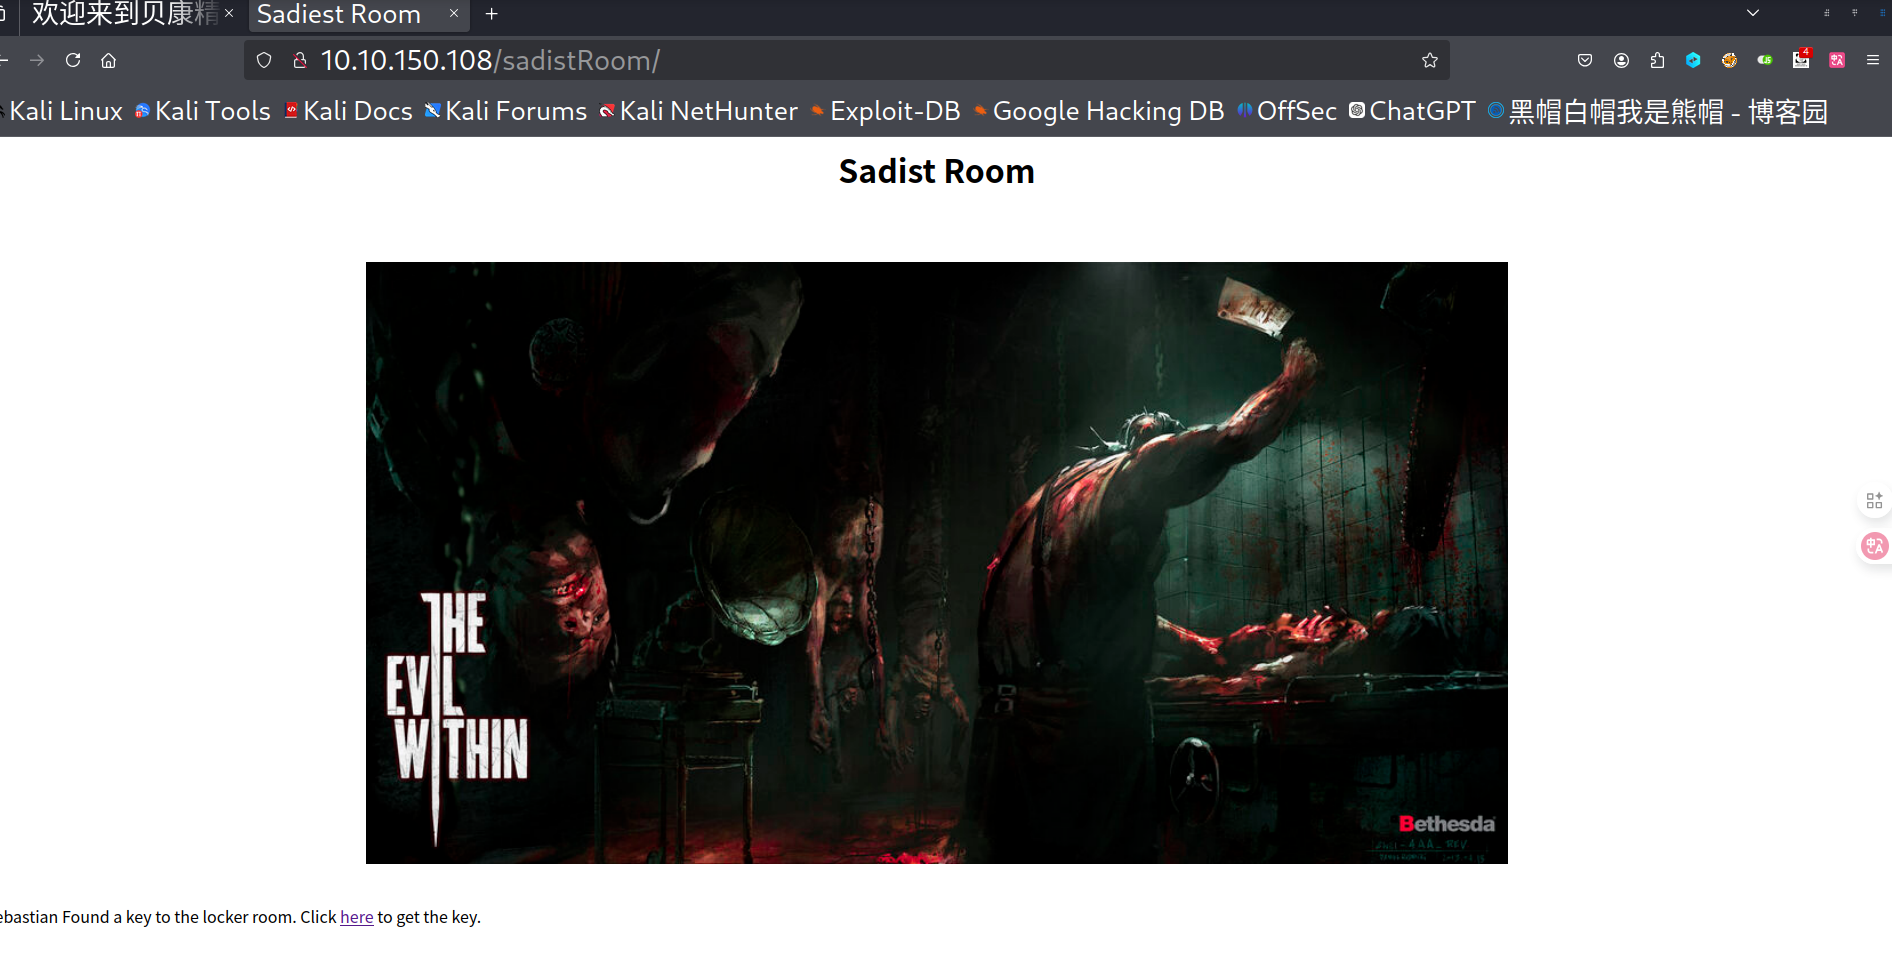 欢迎来到贝康精
Sadiest Room
10.10.150.108/sadistRoom/
4
Kali Linux Kali Tools Kali Docs Kali Forums Kali NetHunter Exploit-DB Google Hacking DB OffSec ChatGPT 黑帽白帽我是熊帽 - 博客园
Sadist Room
THE
EVIL
WITHIN
Bethesda
ebastian Found a key to the locker room. Click here to get the key.